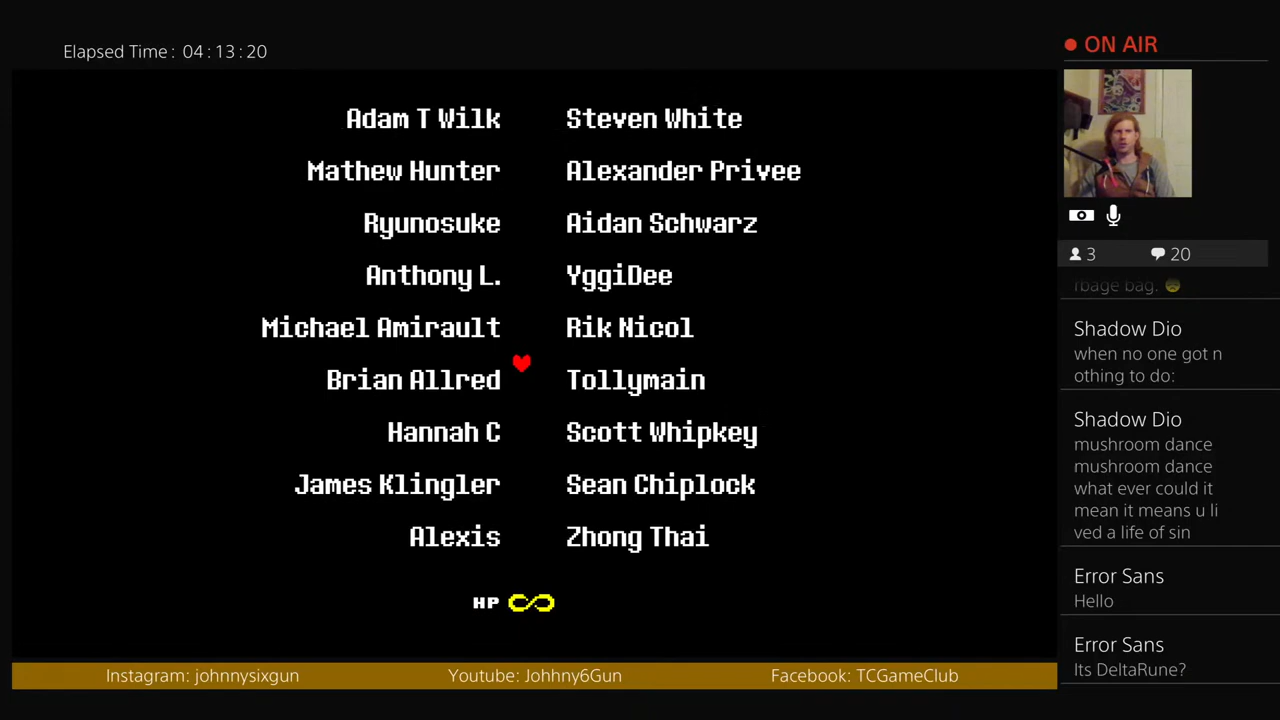 Elapsed Time: 04:13:20
ON AIR
Adam T Wilk Steven White
Mathew Hunter Alexander Privee
Ryunosuke Aidan Schwarz
Anthony L. YggiDee
Michael Amirault Rik Nicol
Brian Allred Tollymain
Hannah C Scott Whipkey
James Klingler Sean Chiplock
Alexis Zhong Thai
HP ∞
3 20
rbage bag. 😞
Shadow Dio
when no one got n
othing to do:
Shadow Dio
mushroom dance
mushroom dance
what ever could it
mean it means u li
ved a life of sin
Error Sans
Hello
Error Sans
Its DeltaRune?
Instagram: johnnysixgun Youtube: Johhny6Gun Facebook: TCGameClub